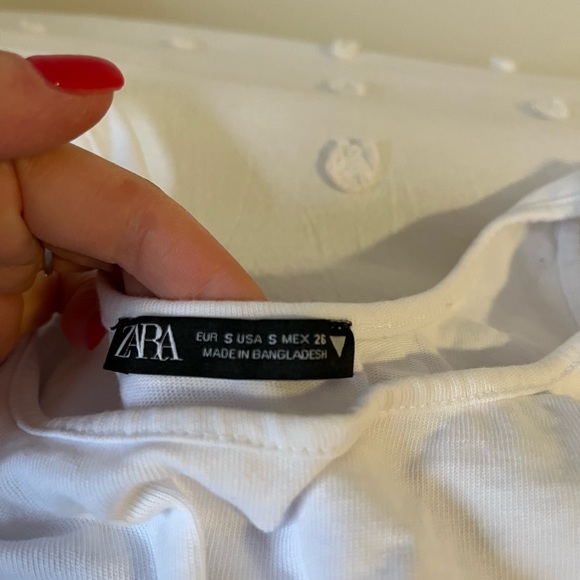 ZARA
EUR S USA S MEX 26
MADE IN BANGLADESH